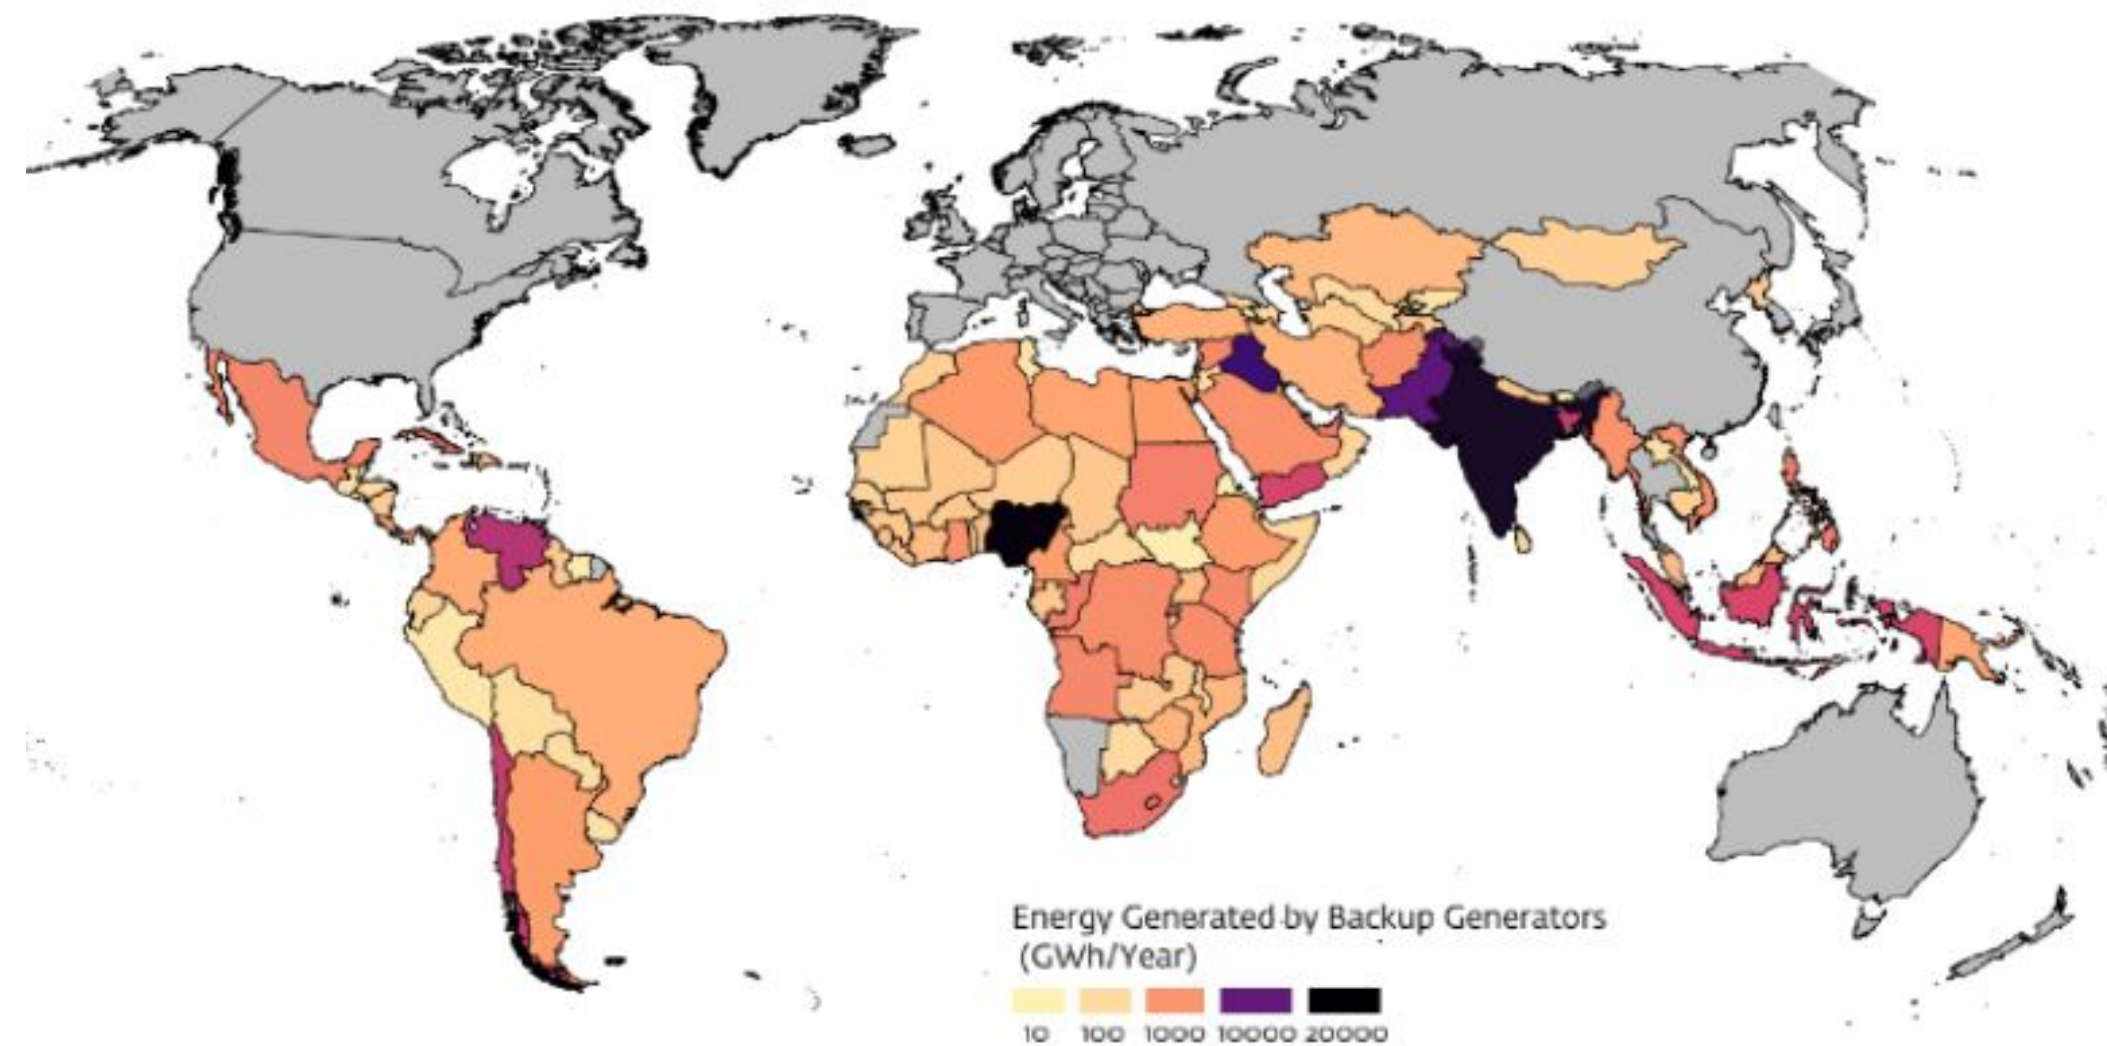 Energy Generated by Backup Generators
(GWh/Year)
10 100 1000 10000 20000